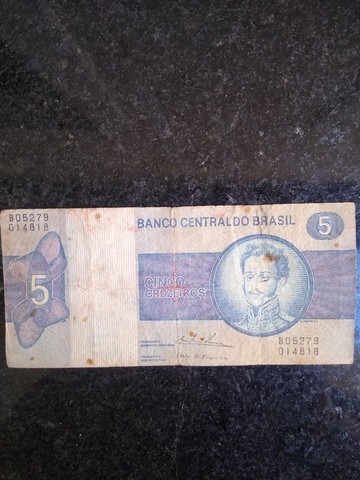 B05279
014818
BANCO CENTRAL DO BRASIL
5
5
CINCO
CRUZEIROS
B05279
014818